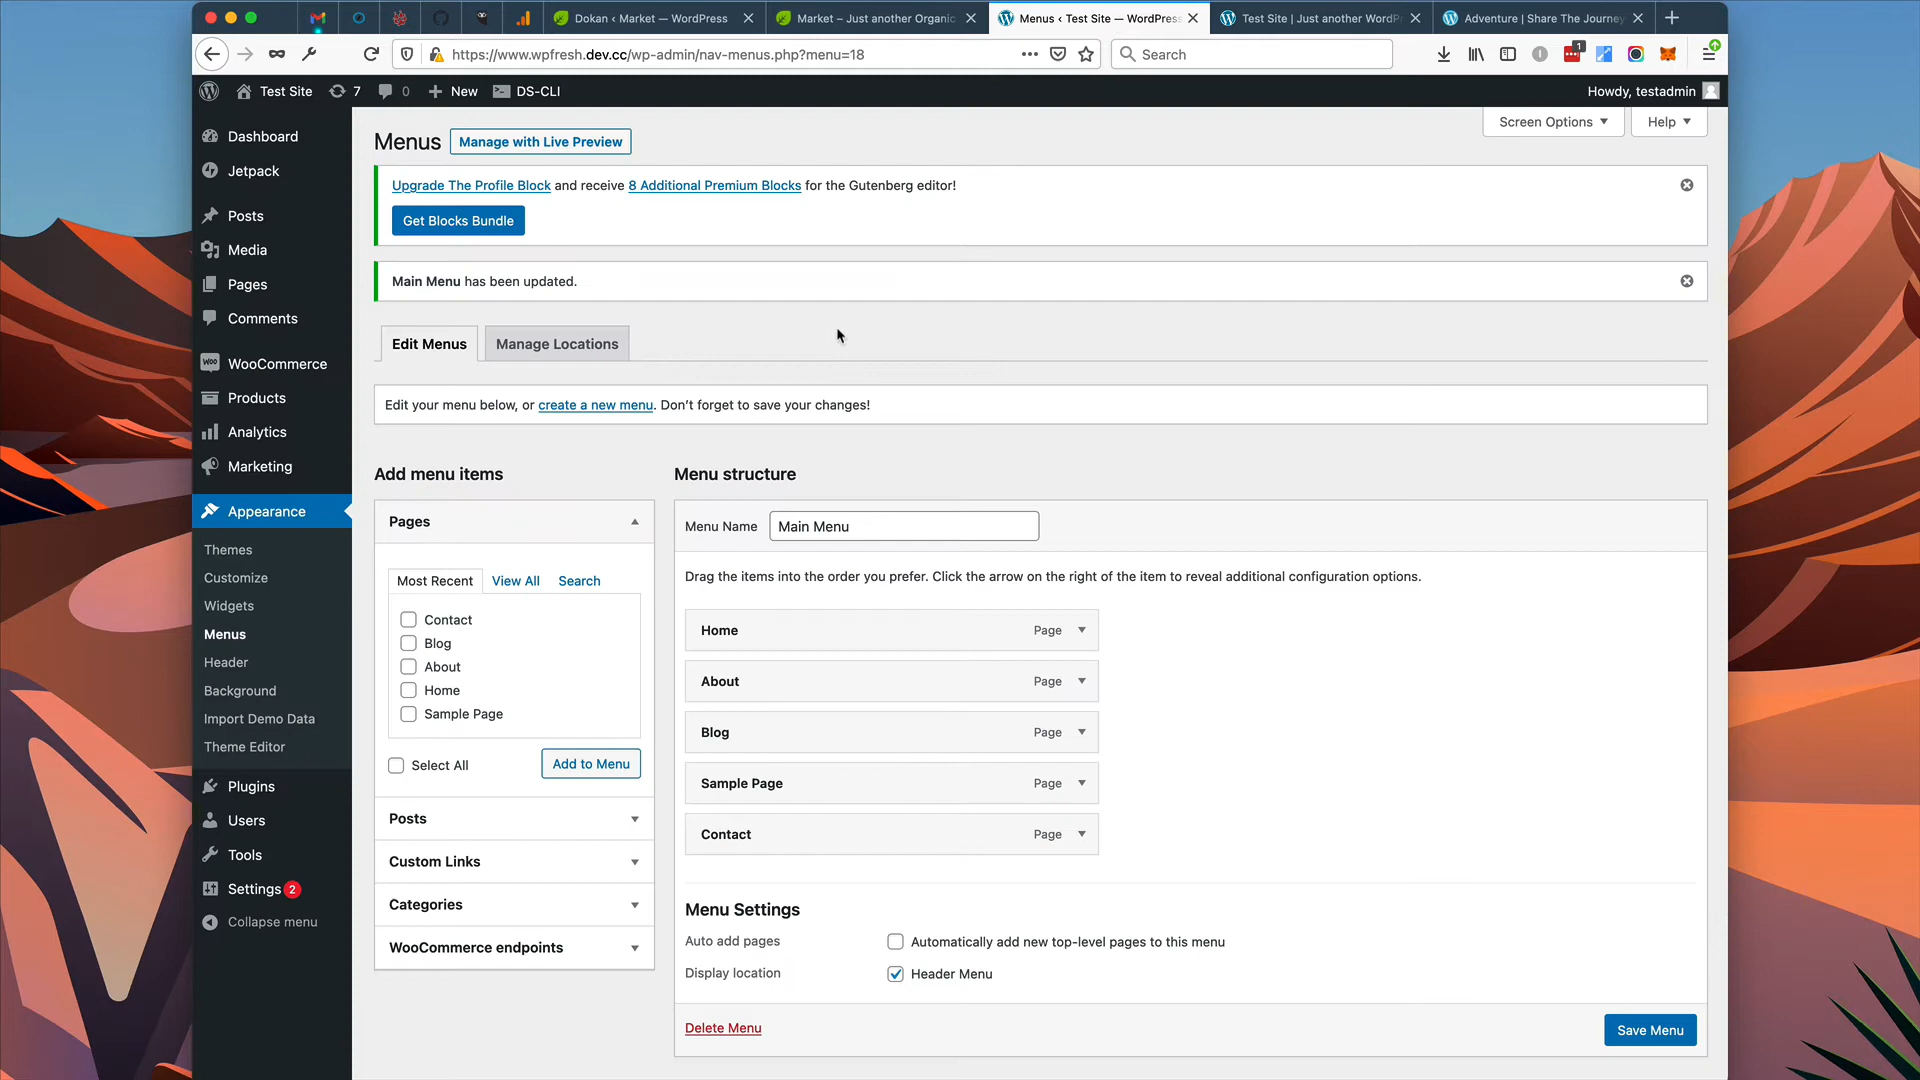 Dokan ‹ Market — WordPress
Market – Just another Organic
Menus ‹ Test Site — WordPress
Test Site | Just another WordP
Adventure | Share The Journey
https://www.wpfresh.dev.cc/wp-admin/nav-menus.php?menu=18
Search
1
Test Site
7
0
New
DS-CLI
Howdy, testadmin
Dashboard
Jetpack
Posts
Media
Pages
Comments
WooCommerce
Products
Analytics
Marketing
Appearance
Themes
Customize
Widgets
Menus
Header
Background
Import Demo Data
Theme Editor
Plugins
Users
Tools
Settings 2
Collapse menu
Screen Options
Help
Menus
Manage with Live Preview
Upgrade The Profile Block and receive 8 Additional Premium Blocks for the Gutenberg editor!
Get Blocks Bundle
Main Menu has been updated.
Edit Menus
Manage Locations
Edit your menu below, or create a new menu. Don’t forget to save your changes!
Add menu items
Pages
Most Recent
View All
Search
Contact
Blog
About
Home
Sample Page
Select All
Add to Menu
Posts
Custom Links
Categories
WooCommerce endpoints
Menu structure
Menu Name
Main Menu
Drag the items into the order you prefer. Click the arrow on the right of the item to reveal additional configuration options.
Home Page
About Page
Blog Page
Sample Page Page
Contact Page
Menu Settings
Auto add pages
Automatically add new top-level pages to this menu
Display location
Header Menu
Delete Menu
Save Menu